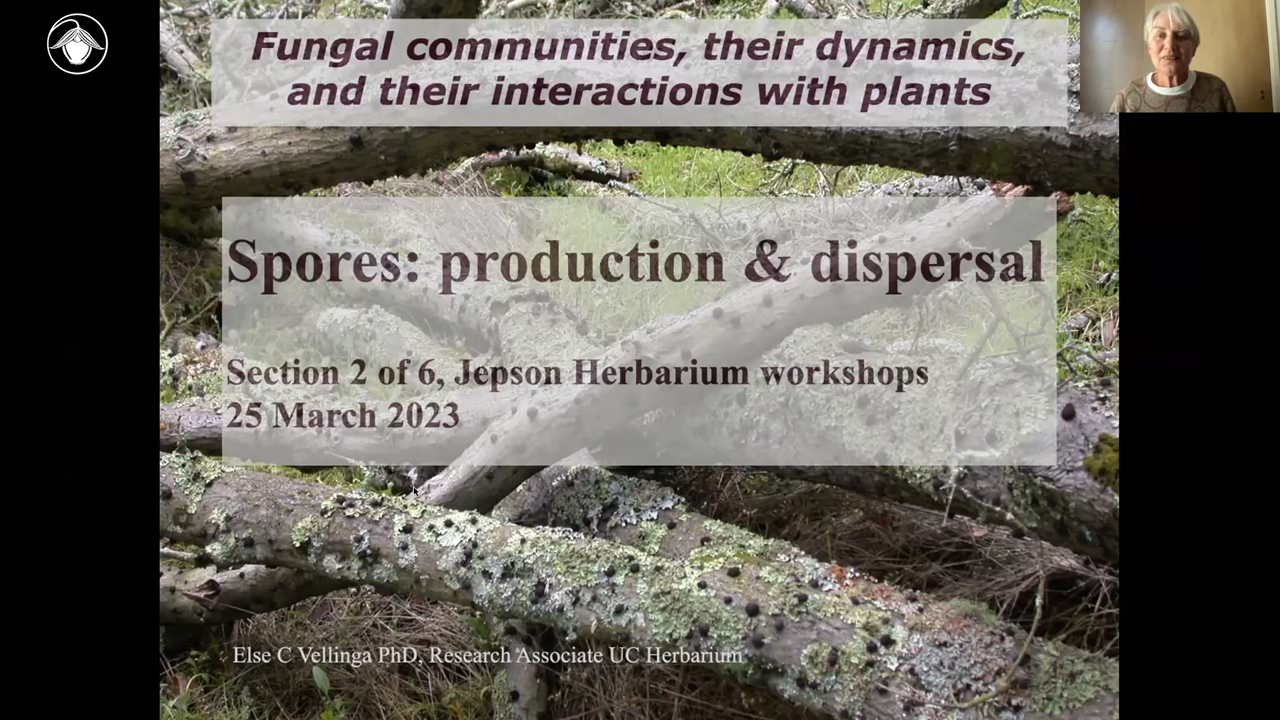 Fungal communities, their dynamics,
and their interactions with plants
Spores: production & dispersal
Section 2 of 6, Jepson Herbarium workshops
25 March 2023
Else C Vellinga PhD, Research Associate UC Herbarium